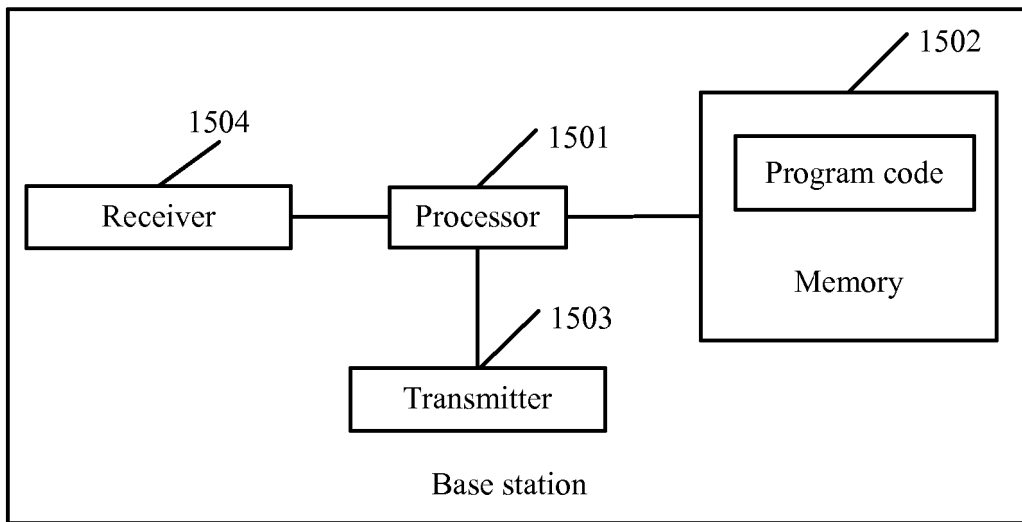 1502
1504
1501
Program code
Receiver
Processor
Memory
1503
Transmitter
Base station